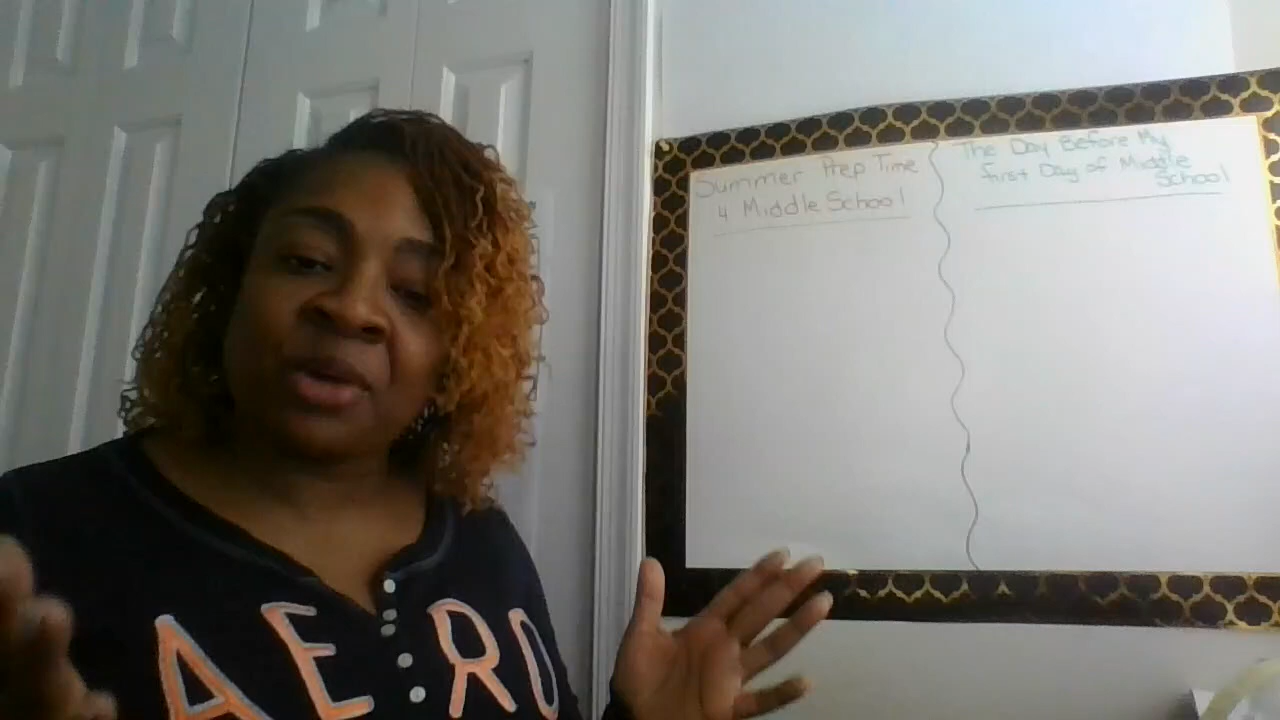 Summer Prep Time
4 Middle School
The Day Before My
First Day of Middle
School
AERO